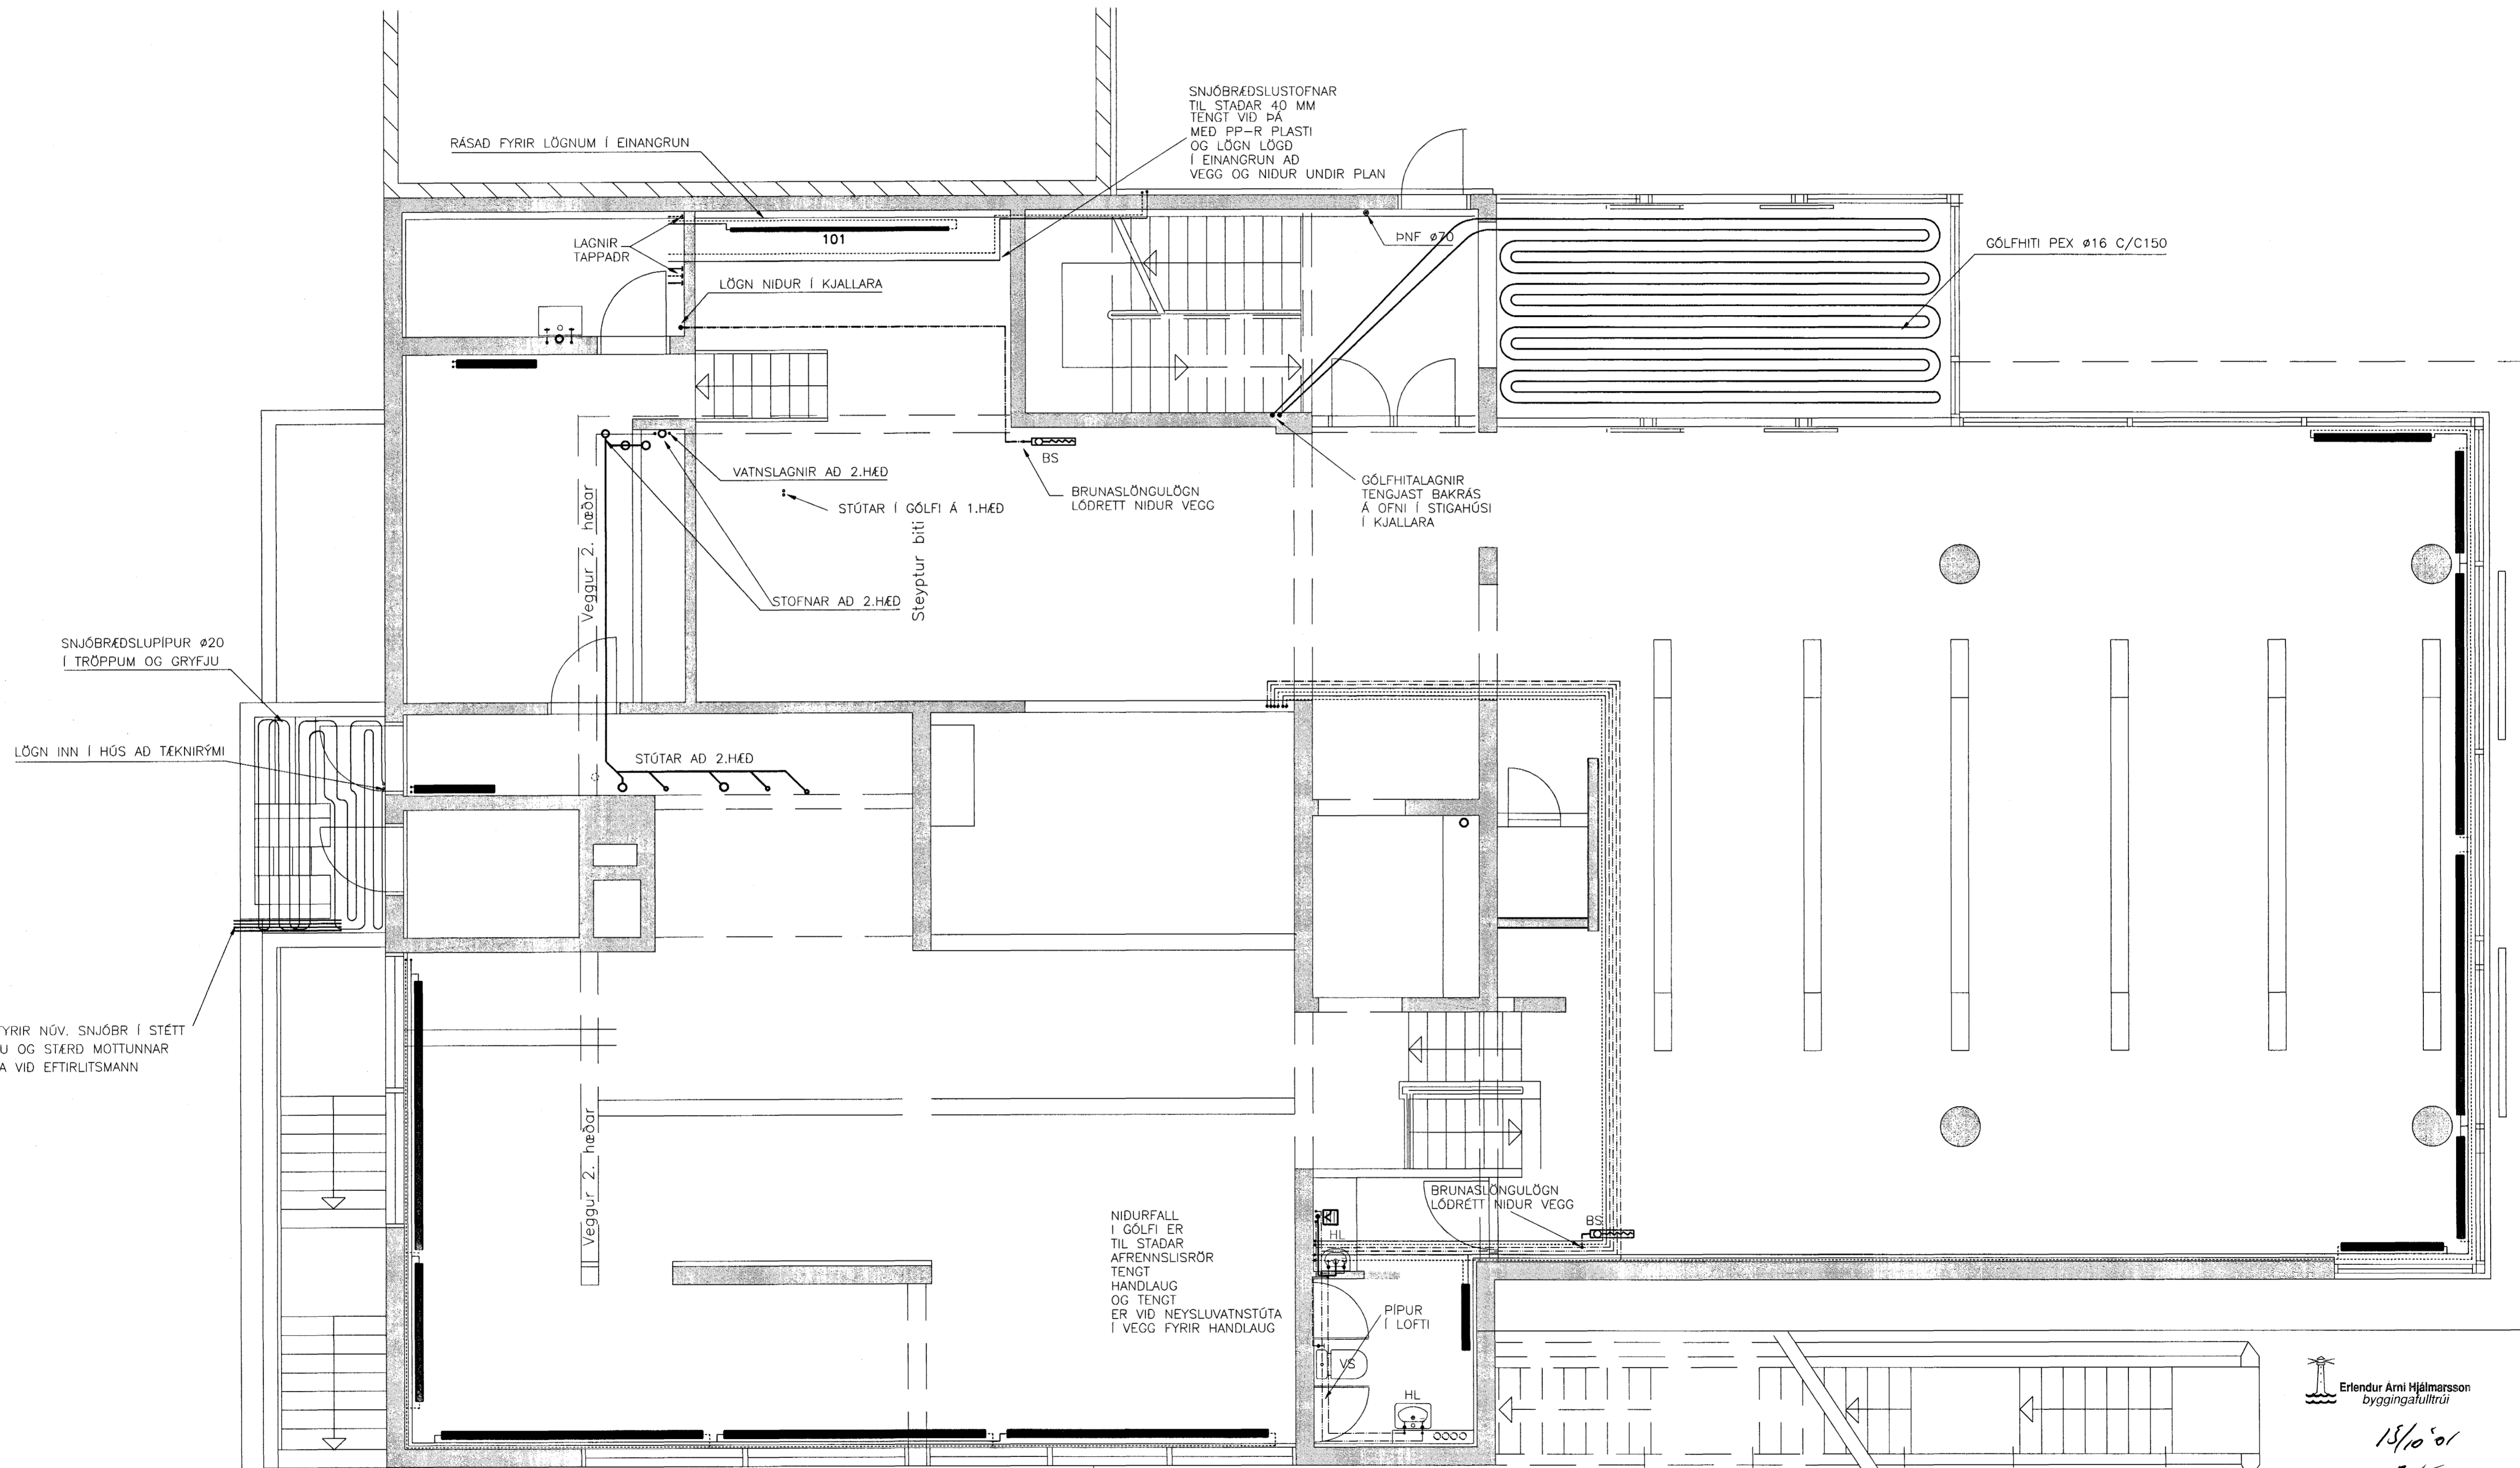 SNJÓBRÆÐSLUSTOFNAR
TIL STAÐAR 40 MM
TENGT VIÐ ÞÁ
MEÐ PP-R PLASTI
OG LÖGN LÖGÐ
Í EINANGRUN AÐ
VEGG OG NIÐUR UNDIR PLAN
RÁSAÐ FYRIR LÖGNUM Í EINANGRUN
LAGNIR
TAPPAÐR
101
ÞNF ø70
GÓLFHITI PEX ø16 C/C150
LÖGN NIÐUR Í KJALLARA
BS
VATNSLAGNIR AÐ 2.HÆÐ
STÚTAR Í GÓLFI Á 1.HÆÐ
BRUNASLÖNGULÖGN
LÓÐRÉTT NIÐUR VEGG
GÓLFHITALAGNIR
TENGJAST BAKRÁS
Á OFNI Í STIGAHÚSI
Í KJALLARA
Veggur 2. hæðar
Steyptur biti
STOFNAR AÐ 2.HÆÐ
SNJÓBRÆÐSLUPÍPUR ø20
Í TRÖPPUM OG GRYFJU
LÖGN INN Í HÚS AÐ TÆKNIRÝMI
STÚTAR AÐ 2.HÆÐ
YRIR NÚV. SNJÓBR Í STÉTT
U OG STÆRÐ MOTTUNNAR
A VIÐ EFTIRLITSMANN
Veggur 2. hæðar
NIÐURFALL
Í GÓLFI ER
TIL STAÐAR
AFRENNSLISRÖR
TENGT
HANDLAUG
OG TENGT
ER VIÐ NEYSLUVATNSTÚTA
Í VEGG FYRIR HANDLAUG
BRUNASLÖNGULÖGN
LÓÐRÉTT NIÐUR VEGG
BS
HL
PÍPUR
Í LOFTI
VS
HL
Erlendur Árni Hjálmarsson
byggingafulltrúi
15/10 '01